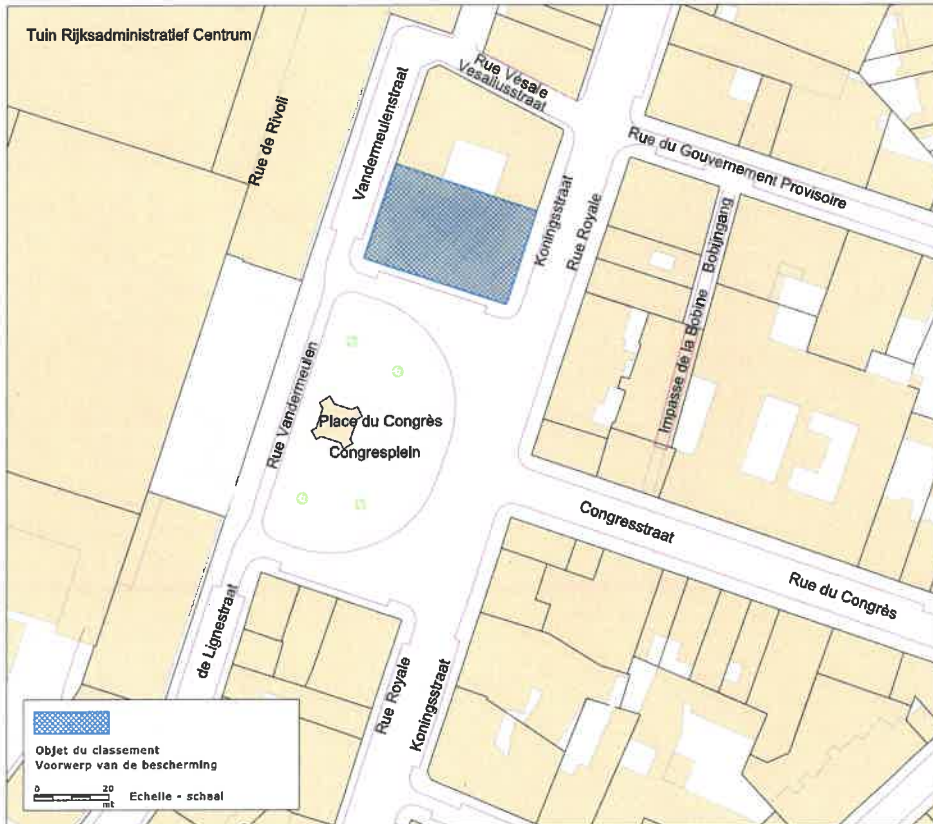 Tuin Rijksadministratief Centrum
Rue Vésale
Vesaliusstraat
Rue de Rivoli
Vandermeulenstraat
Rue du Gouvernement Provisoire
Koningsstraat
Rue Royale
Impasse de la Bobine Bobijngang
Rue Vandermeulen
Place du Congrès
Congresplein
Congresstraat
Rue du Congrès
de Lignestraat
Rue Royale
Koningsstraat
Objet du classement
Voorwerp van de bescherming
0 20
mt
Echelle - schaal